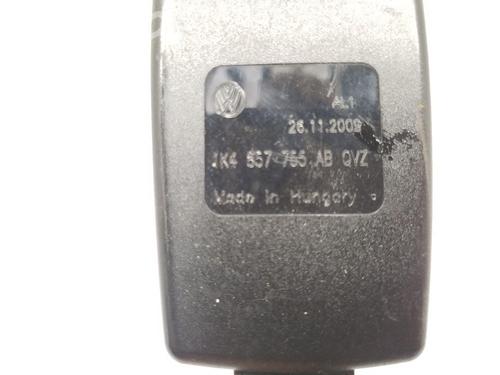 AL1
26.11.2009
1K4 857 755 AB QVZ
Made in Hungary